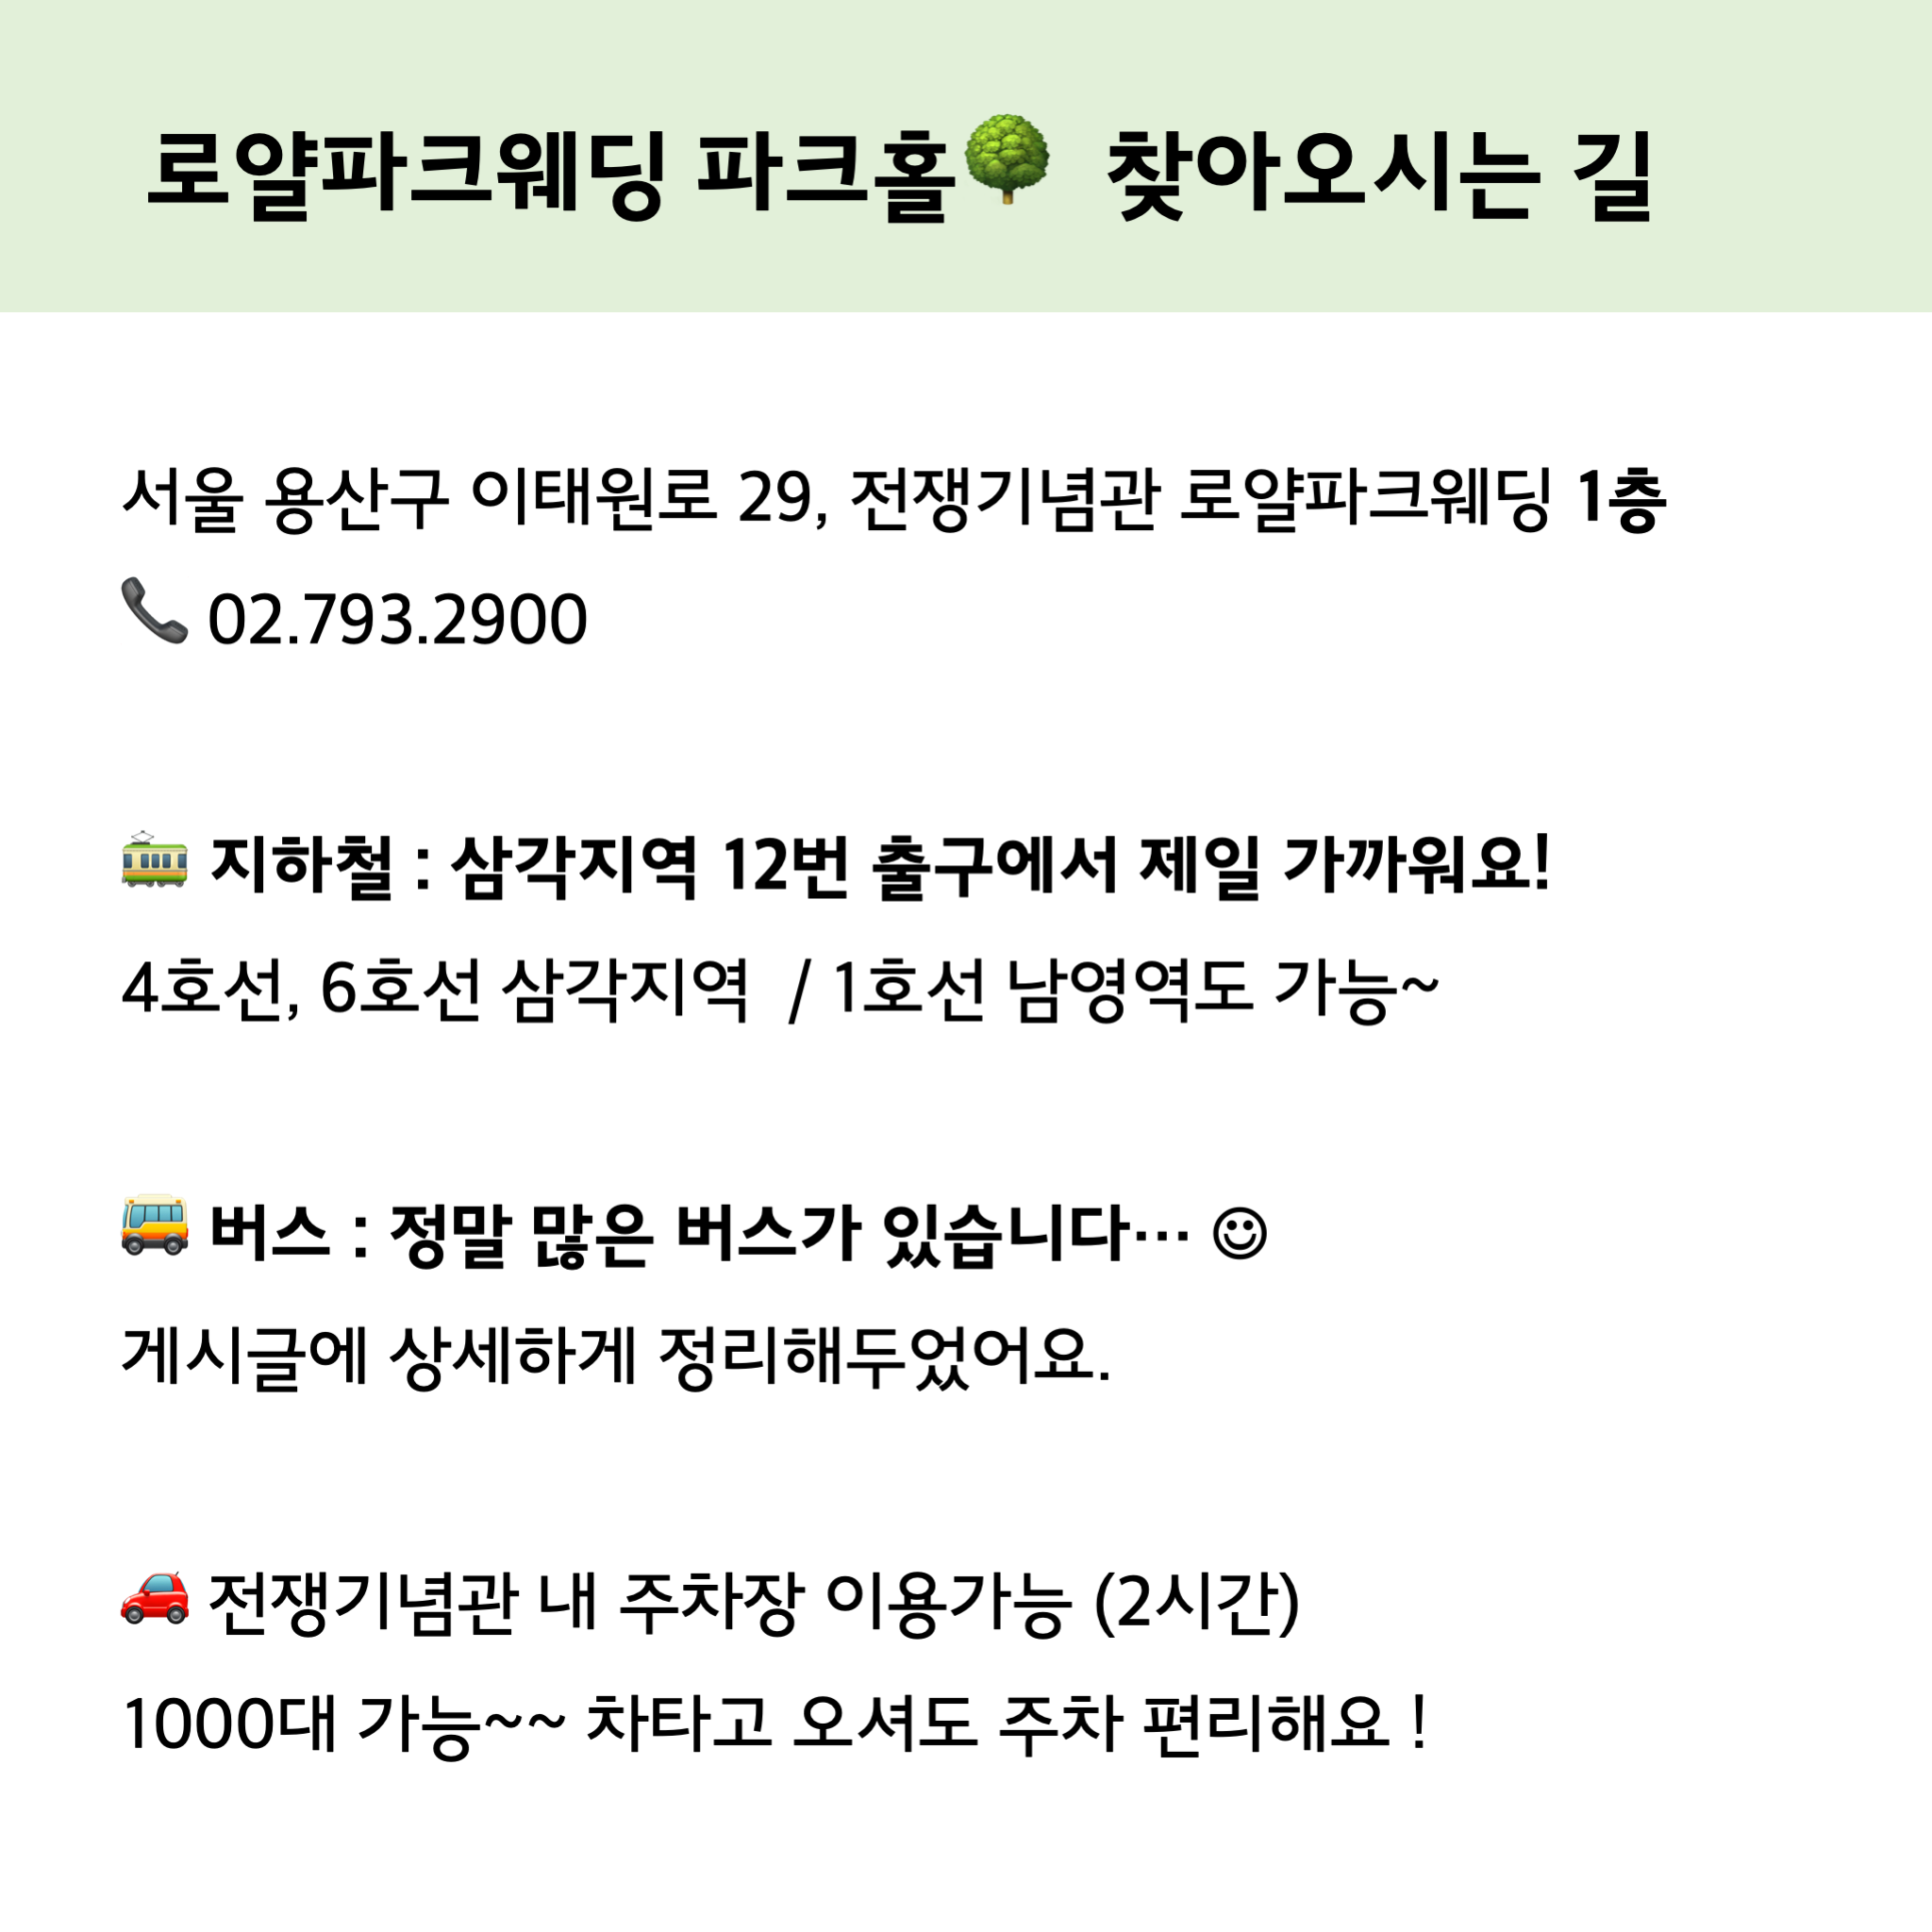 로얄파크웨딩 파크홀🌳 찾아오시는 길
서울 용산구 이태원로 29, 전쟁기념관 로얄파크웨딩 1층
📞 02.793.2900
🚋 지하철 : 삼각지역 12번 출구에서 제일 가까워요!
4호선, 6호선 삼각지역 / 1호선 남영역도 가능~
🚌 버스 : 정말 많은 버스가 있습니다… ☺
게시글에 상세하게 정리해두었어요.
🚗 전쟁기념관 내 주차장 이용가능 (2시간)
1000대 가능~~ 차타고 오셔도 주차 편리해요 !